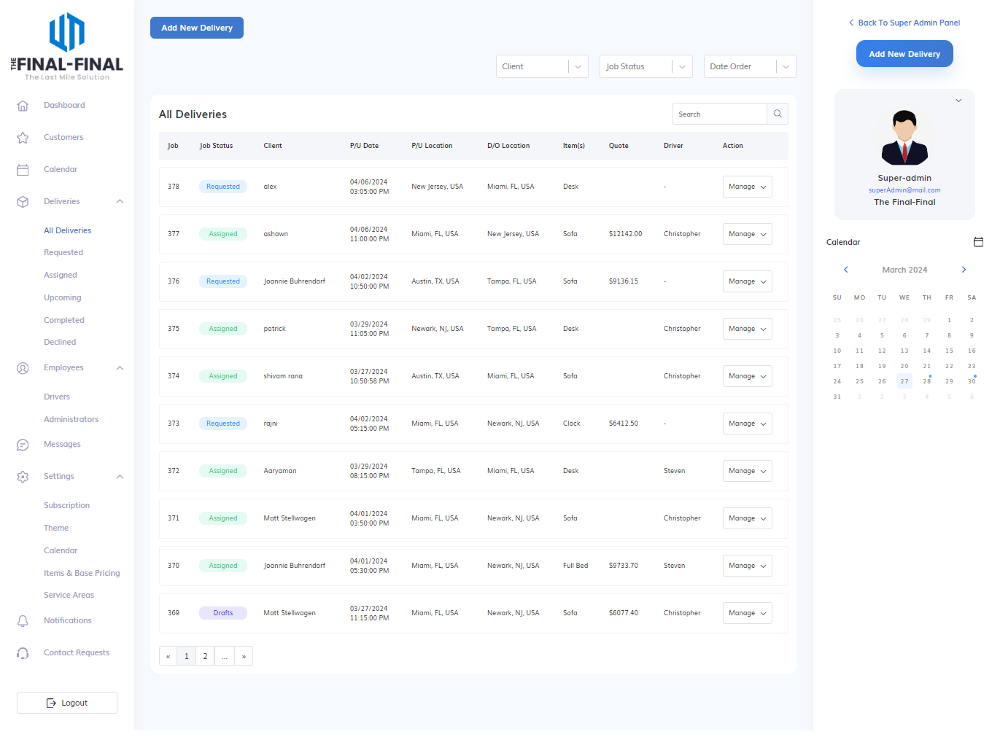 THE
FINAL-FINAL
The Last Mile Solution
Dashboard
Customers
Calendar
Deliveries
All Deliveries
Requested
Assigned
Upcoming
Completed
Declined
Employees
Drivers
Administrators
Messages
Settings
Subscription
Theme
Calendar
Items & Base Pricing
Service Areas
Notifications
Contact Requests
Logout
Add New Delivery
Client
Job Status
Date Order
All Deliveries
Search
Job Job Status Client P/U Date P/U Location D/O Location Item(s) Quote Driver Action
378 Requested alex 04/06/2024 03:05:00 PM New Jersey, USA Miami, FL, USA Desk - Manage
377 Assigned ashawn 04/06/2024 11:00:00 PM Miami, FL, USA New Jersey, USA Sofa $12142.00 Christopher Manage
376 Requested Joannie Buhrendorf 04/02/2024 10:50:00 PM Austin, TX, USA Tampa, FL, USA Sofa $9136.15 - Manage
375 Assigned patrick 03/29/2024 11:05:00 PM Newark, NJ, USA Tampa, FL, USA Desk Christopher Manage
374 Assigned shivam rana 03/27/2024 10:50:58 PM Austin, TX, USA Miami, FL, USA Sofa Christopher Manage
373 Requested rajni 04/02/2024 05:15:00 PM Miami, FL, USA Newark, NJ, USA Clock $6412.50 - Manage
372 Assigned Aaryaman 03/29/2024 08:15:00 PM Tampa, FL, USA Miami, FL, USA Desk Steven Manage
371 Assigned Matt Stellwagen 04/01/2024 03:50:00 PM Miami, FL, USA Newark, NJ, USA Sofa Christopher Manage
370 Assigned Joannie Buhrendorf 04/01/2024 05:30:00 PM Miami, FL, USA Newark, NJ, USA Full Bed $9733.70 Steven Manage
369 Drafts Matt Stellwagen 03/27/2024 11:15:00 PM Miami, FL, USA Newark, NJ, USA Sofa $6077.40 Christopher Manage
« 1 2 ... »
Back To Super Admin Panel
Add New Delivery
Super-admin
superAdmin@mail.com
The Final-Final
Calendar
March 2024
SU MO TU WE TH FR SA
25 26 27 28 29 1 2
3 4 5 6 7 8 9
10 11 12 13 14 15 16
17 18 19 20 21 22 23
24 25 26 27 28 29 30
31 1 2 3 4 5 6